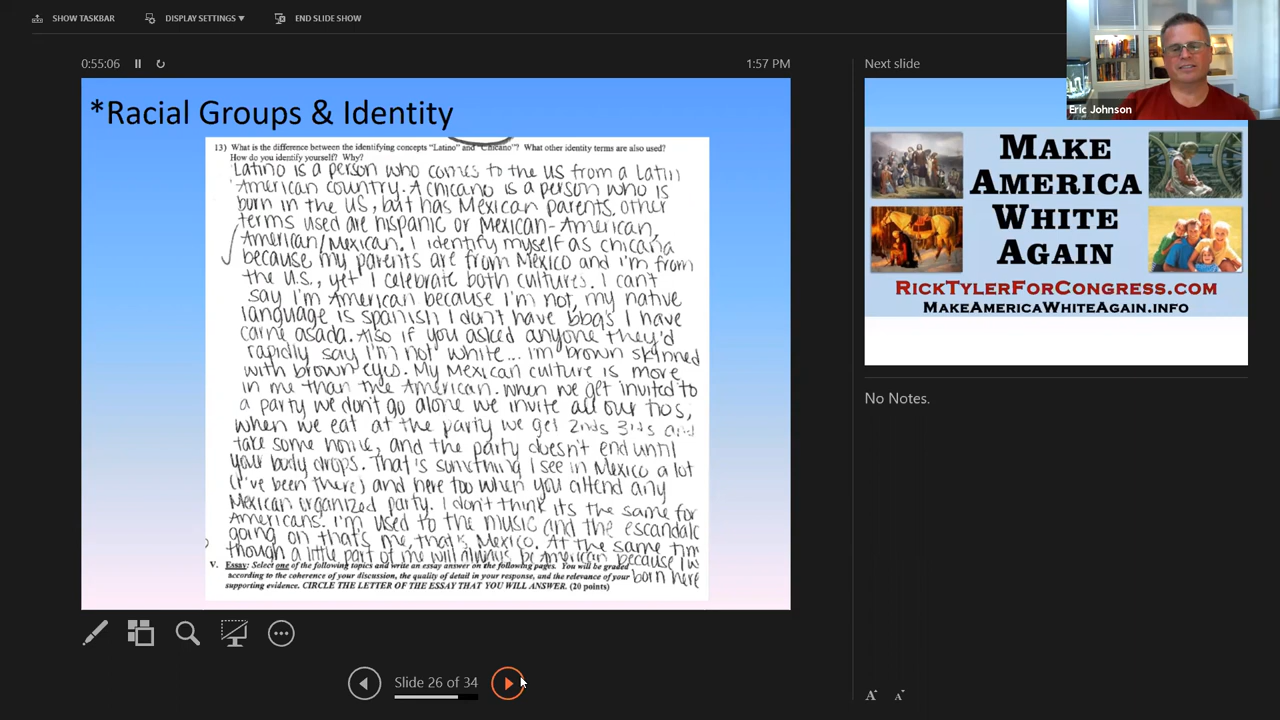 SHOW TASKBAR
DISPLAY SETTINGS ▼
END SLIDE SHOW
0:55:06
1:57 PM
*Racial Groups & Identity
13) What is the difference between the identifying concepts "Latino" and "Chicano"? What other identity terms are also used?
How do you identify yourself? Why?
Latino is a person who comes to the US from a Latin
American country. A chicano is a person who is
born in the US, but has Mexican parents. Other
terms used are hispanic or Mexican-American,
American/Mexican. I identify myself as chicana
because my parents are from Mexico and i'm from
the U.S., yet I celebrate both cultures. I can't
say I'm American because I'm not, my native
language is spanish I don't have bbq's I have
carne asada. Also if you asked anyone they'd
rapidly say I'm not white... im brown skinned
with brown eyes. My Mexican culture is more
in me than the American. When we get invited to
a party we don't go alone we invite all our tios,
when we eat at the party we get 2nds 3rds and
take some home, and the party doesn't end until
your body drops. That's something I see in Mexico a lot
(I've been there) and here too when you attend any
Mexican organized party. I don't think its the same for
Americans. I'm used to the music and the escandalo
going on that's me, that's Mexico. At the same tim
though a little part of me will always be American because I w
born here
V. Essay: Select one of the following topics and write an essay answer on the following pages. You will be graded
according to the coherence of your discussion, the quality of detail in your response, and the relevance of your
supporting evidence. CIRCLE THE LETTER OF THE ESSAY THAT YOU WILL ANSWER. (20 points)
Slide 26 of 34
Eric Johnson
Next slide
MAKE
AMERICA
WHITE
AGAIN
RICKTYLERFORCONGRESS.COM
MAKEAMERICAWHITEAGAIN.INFO
No Notes.
A A